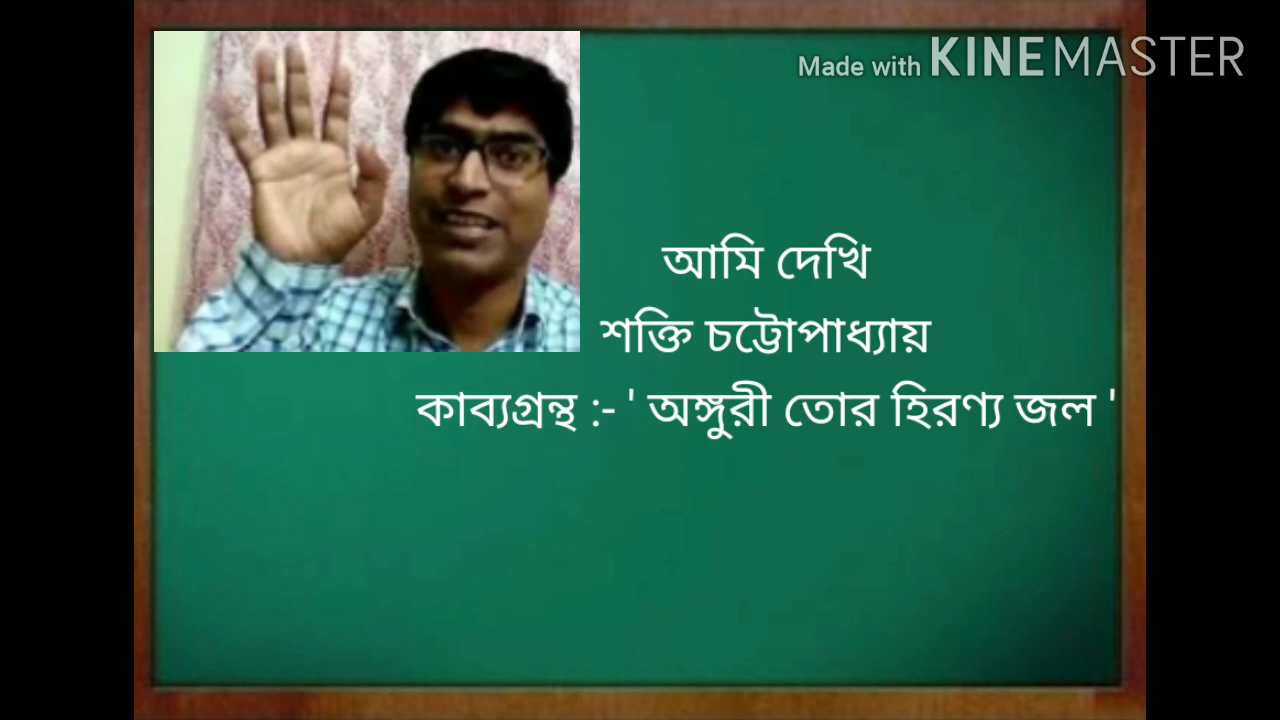 Made with KINEMASTER
আমি দেখি
শক্তি চট্টোপাধ্যায়
কাব্যগ্রন্থ :- ' অঙ্গুরী তোর হিরণ্য জল '